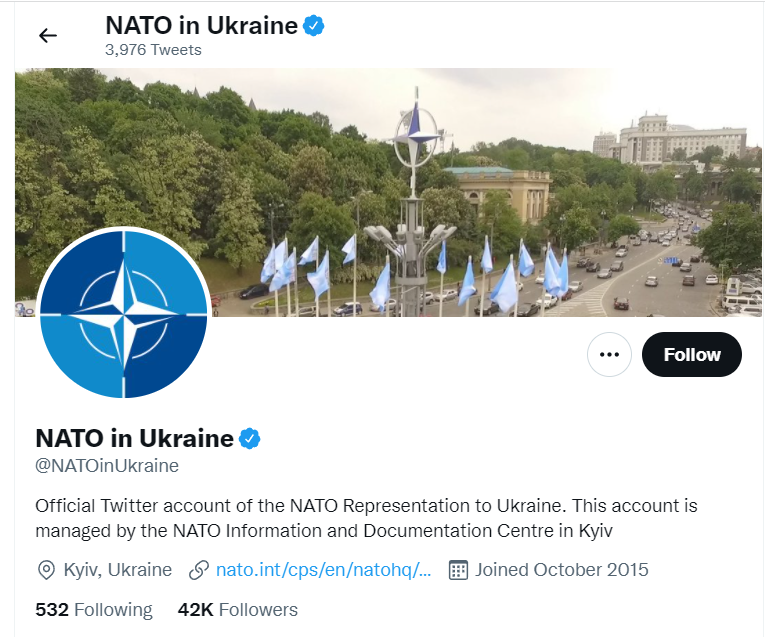 NATO in Ukraine
3,976 Tweets
Follow
NATO in Ukraine
@NATOinUkraine
Official Twitter account of the NATO Representation to Ukraine. This account is
managed by the NATO Information and Documentation Centre in Kyiv
Kyiv, Ukraine nato.int/cps/en/natohq/... Joined October 2015
532 Following 42K Followers